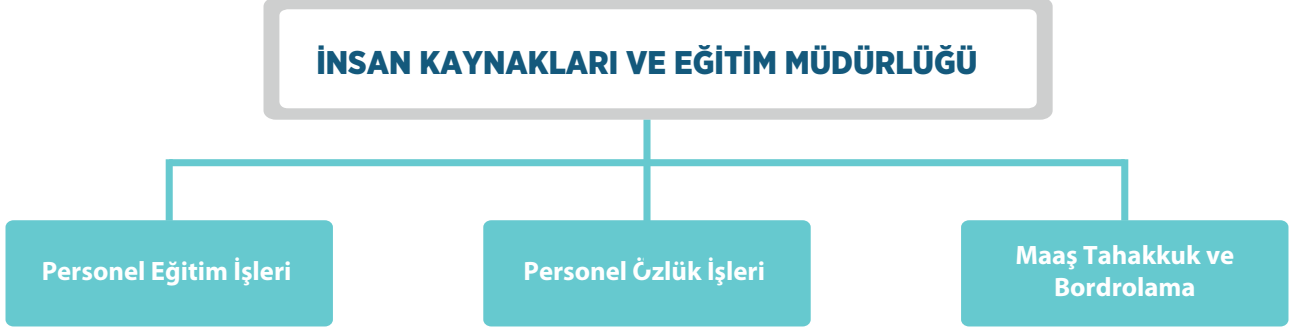 İNSAN KAYNAKLARI VE EĞİTİM MÜDÜRLÜĞÜ
Personel Eğitim İşleri
Personel Özlük İşleri
Maaş Tahakkuk ve
Bordrolama